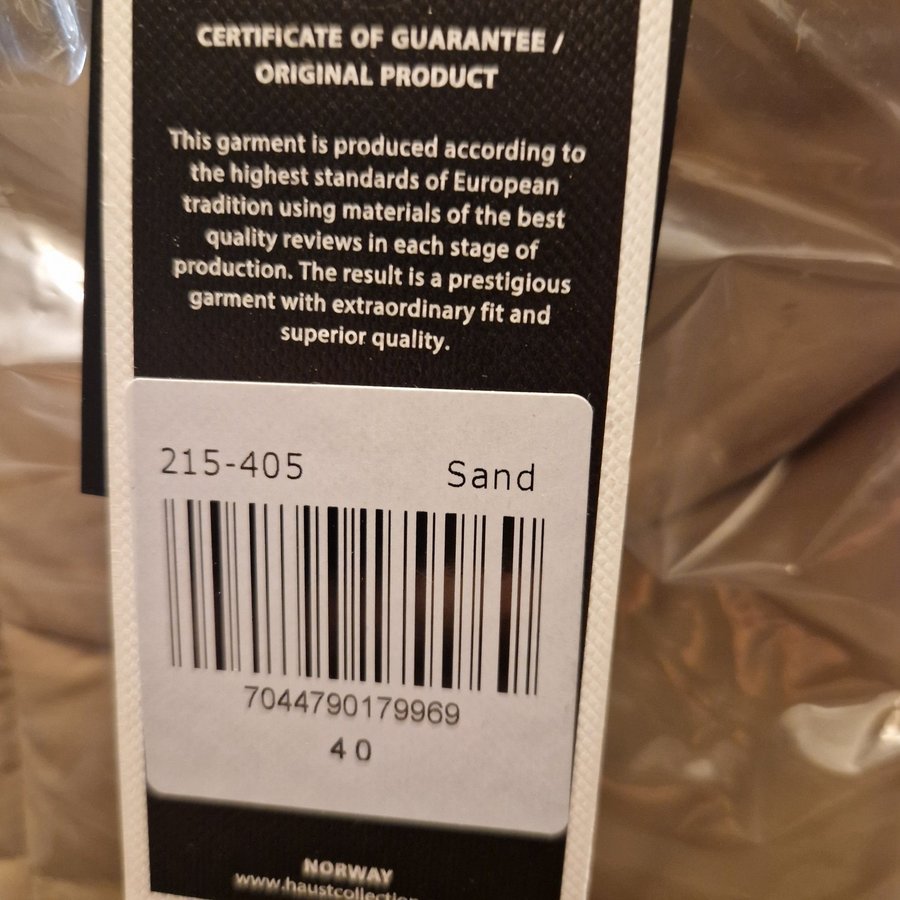 CERTIFICATE OF GUARANTEE /
ORIGINAL PRODUCT
This garment is produced according to
the highest standards of European
tradition using materials of the best
quality reviews in each stage of
production. The result is a prestigious
garment with extraordinary fit and
superior quality.
215-405 Sand
7044790179969
40
NORWAY
www.haustcollection